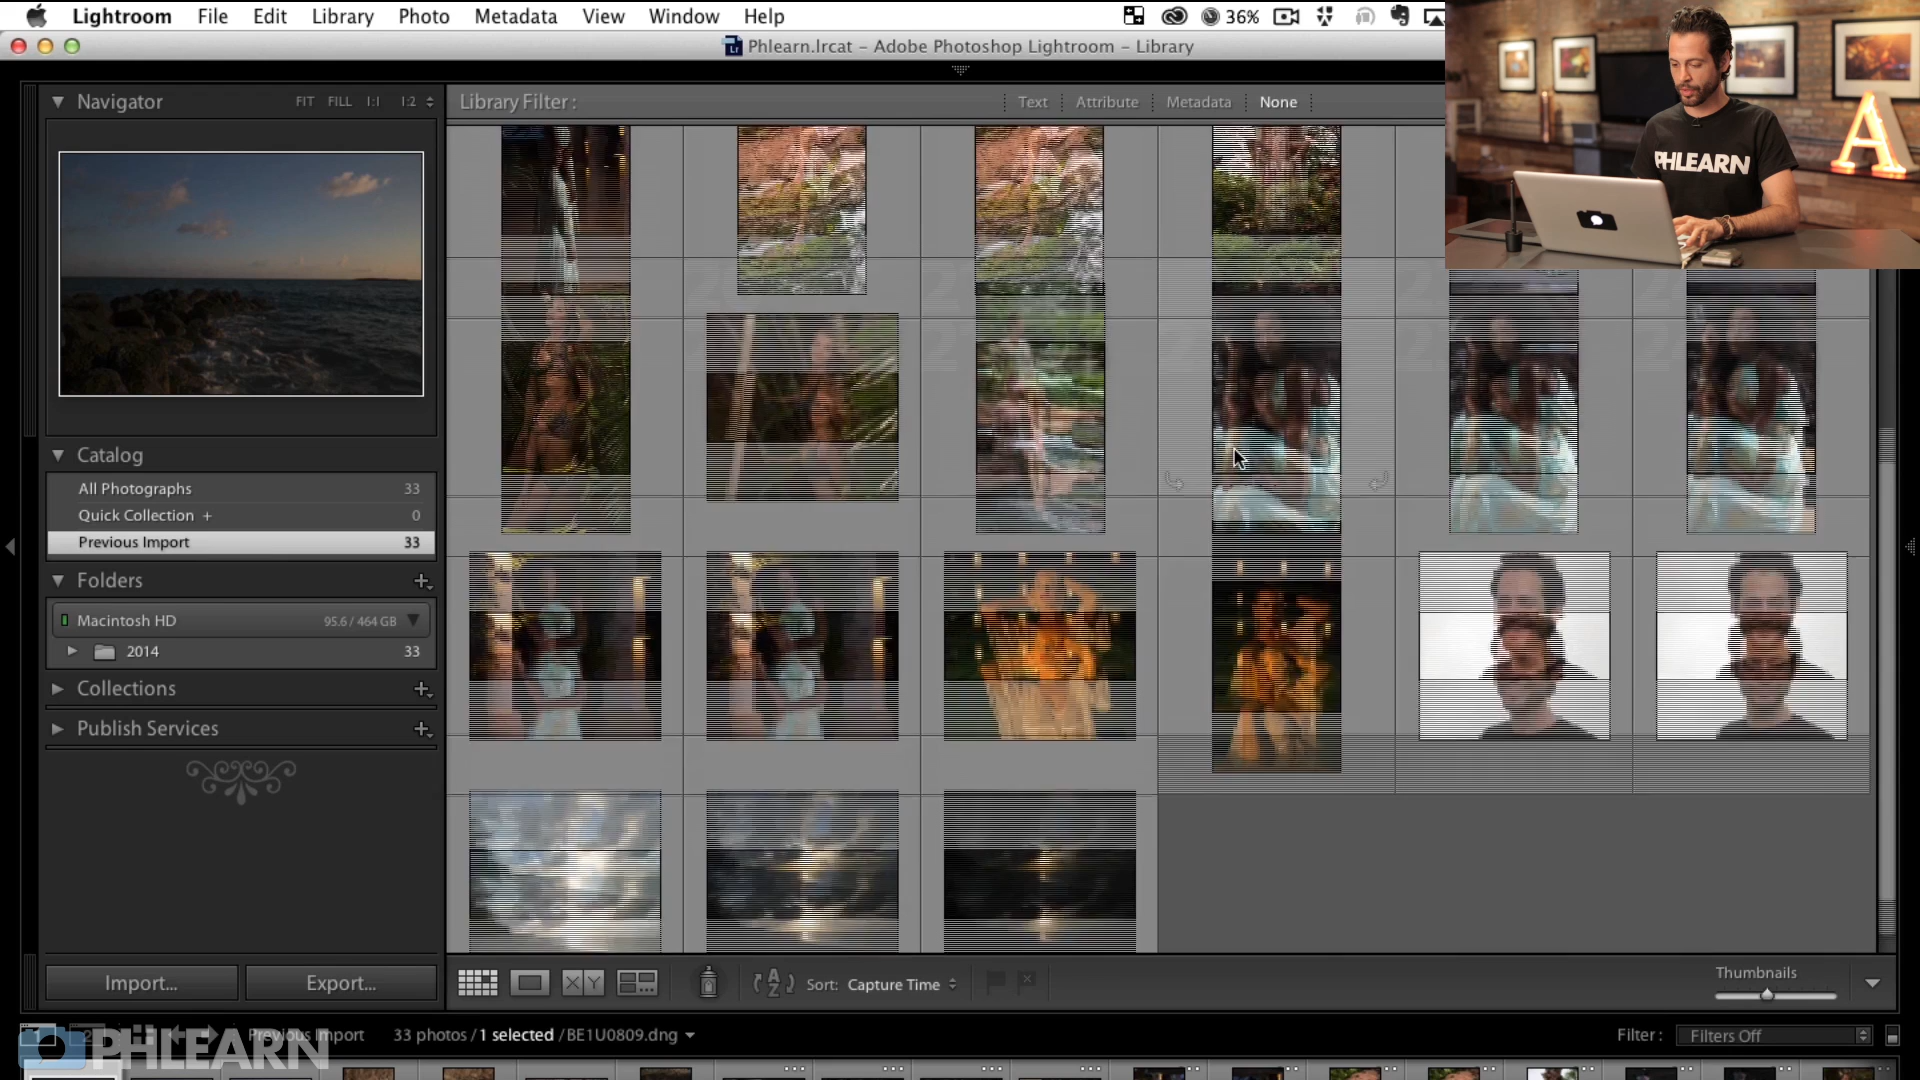 Lightroom File Edit Library Photo Metadata View Window Help 36%
Phlearn.lrcat – Adobe Photoshop Lightroom – Library
Navigator FIT FILL 1:1 1:2
Library Filter : Text Attribute Metadata None
PHLEARN
A
Catalog
All Photographs 33
Quick Collection + 0
Previous Import 33
Folders
Macintosh HD 95.6 / 464 GB
2014 33
Collections
Publish Services
Import... Export...
X Y
Sort: Capture Time
Thumbnails
Previous Import 33 photos / 1 selected / BE1U0809.dng
Filter : Filters Off
PHLEARN